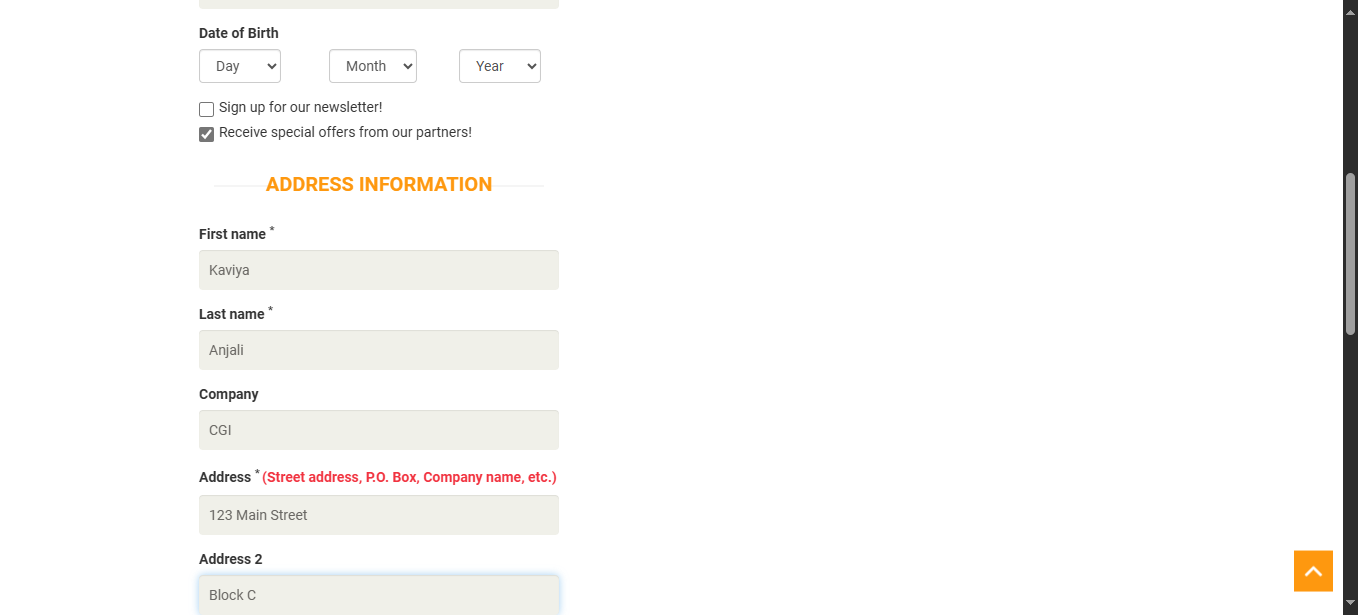 Date of Birth
Day Month Year
Sign up for our newsletter!
Receive special offers from our partners!
ADDRESS INFORMATION
First name *
Kaviya
Last name *
Anjali
Company
CGI
Address * (Street address, P.O. Box, Company name, etc.)
123 Main Street
Address 2
Block C